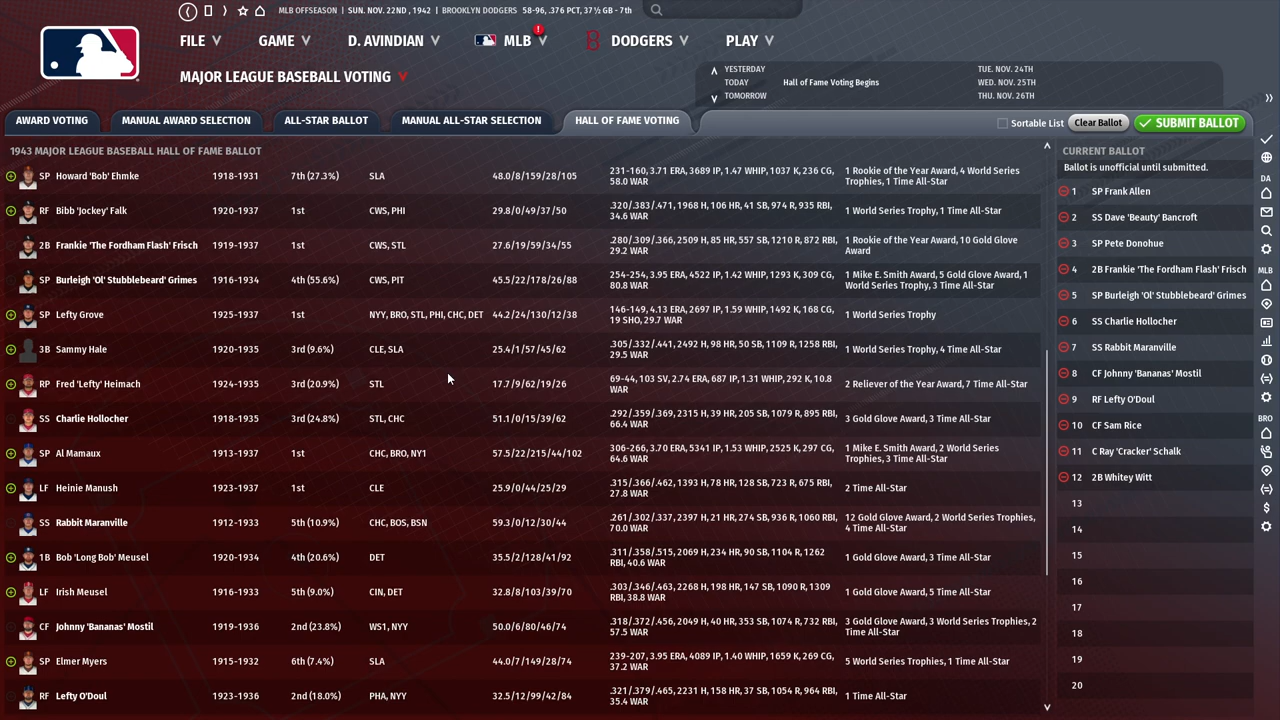 MLB OFFSEASON | SUN. NOV. 22ND , 1942 | BROOKLYN DODGERS 58-96, .376 PCT, 37 ½ GB - 7th
FILE GAME D. AVINDIAN MLB ! DODGERS PLAY
MAJOR LEAGUE BASEBALL VOTING
YESTERDAY TUE. NOV. 24TH
TODAY Hall of Fame Voting Begins WED. NOV. 25TH
TOMORROW THU. NOV. 26TH
AWARD VOTING MANUAL AWARD SELECTION ALL-STAR BALLOT MANUAL ALL-STAR SELECTION HALL OF FAME VOTING Sortable List Clear Ballot SUBMIT BALLOT
1943 MAJOR LEAGUE BASEBALL HALL OF FAME BALLOT
SP Howard 'Bob' Ehmke 1918-1931 7th (27.3%) SLA 48.0/8/159/28/105 231-160, 3.71 ERA, 3689 IP, 1.47 WHIP, 1037 K, 236 CG, 58.0 WAR 1 Rookie of the Year Award, 4 World Series Trophies, 1 Time All-Star
RF Bibb 'Jockey' Falk 1920-1937 1st CWS, PHI 29.8/0/49/37/50 .320/.383/.471, 1968 H, 106 HR, 41 SB, 974 R, 935 RBI, 34.6 WAR 1 World Series Trophy, 1 Time All-Star
2B Frankie 'The Fordham Flash' Frisch 1919-1937 1st CWS, STL 27.6/19/59/34/55 .280/.309/.366, 2509 H, 85 HR, 557 SB, 1210 R, 872 RBI, 29.2 WAR 1 Rookie of the Year Award, 10 Gold Glove Award
SP Burleigh 'Ol' Stubblebeard' Grimes 1916-1934 4th (55.6%) CWS, PIT 45.5/22/178/26/88 254-254, 3.95 ERA, 4522 IP, 1.42 WHIP, 1293 K, 309 CG, 80.8 WAR 1 Mike E. Smith Award, 5 Gold Glove Award, 1 World Series Trophy, 3 Time All-Star
SP Lefty Grove 1925-1937 1st NYY, BRO, STL, PHI, CHC, DET 44.2/24/130/12/38 146-149, 4.13 ERA, 2697 IP, 1.59 WHIP, 1492 K, 168 CG, 19 SHO, 29.7 WAR 1 World Series Trophy
3B Sammy Hale 1920-1935 3rd (9.6%) CLE, SLA 25.4/1/57/45/62 .305/.332/.441, 2492 H, 98 HR, 50 SB, 1109 R, 1258 RBI, 29.5 WAR 1 World Series Trophy, 4 Time All-Star
RP Fred 'Lefty' Heimach 1924-1935 3rd (20.9%) STL 17.7/9/62/19/26 69-44, 103 SV, 2.74 ERA, 687 IP, 1.31 WHIP, 292 K, 10.8 WAR 2 Reliever of the Year Award, 7 Time All-Star
SS Charlie Hollocher 1918-1935 3rd (24.8%) STL, CHC 51.1/0/15/39/62 .292/.359/.369, 2315 H, 39 HR, 205 SB, 1079 R, 895 RBI, 66.4 WAR 3 Gold Glove Award, 3 Time All-Star
SP Al Mamaux 1913-1937 1st CHC, BRO, NY1 57.5/22/215/44/102 306-266, 3.70 ERA, 5341 IP, 1.53 WHIP, 2525 K, 297 CG, 64.6 WAR 1 Mike E. Smith Award, 2 World Series Trophies, 3 Time All-Star
LF Heinie Manush 1923-1937 1st CLE 25.9/0/44/25/29 .315/.366/.462, 1393 H, 78 HR, 128 SB, 723 R, 675 RBI, 27.8 WAR 2 Time All-Star
SS Rabbit Maranville 1912-1933 5th (10.9%) CHC, BOS, BSN 59.3/0/12/30/44 .261/.302/.337, 2397 H, 21 HR, 274 SB, 936 R, 1060 RBI, 70.0 WAR 12 Gold Glove Award, 2 World Series Trophies, 4 Time All-Star
1B Bob 'Long Bob' Meusel 1920-1934 4th (20.6%) DET 35.5/2/128/41/92 .311/.358/.515, 2069 H, 234 HR, 90 SB, 1104 R, 1262 RBI, 40.6 WAR 1 Gold Glove Award, 3 Time All-Star
LF Irish Meusel 1916-1933 5th (9.0%) CIN, DET 32.8/8/103/39/70 .303/.346/.463, 2268 H, 198 HR, 147 SB, 1090 R, 1309 RBI, 38.8 WAR 1 Gold Glove Award, 5 Time All-Star
CF Johnny 'Bananas' Mostil 1919-1936 2nd (23.8%) WS1, NYY 50.0/6/80/46/74 .318/.372/.456, 2049 H, 40 HR, 353 SB, 1074 R, 732 RBI, 57.5 WAR 3 Gold Glove Award, 3 World Series Trophies, 2 Time All-Star
SP Elmer Myers 1915-1932 6th (7.4%) SLA 44.0/7/149/28/74 239-207, 3.95 ERA, 4089 IP, 1.40 WHIP, 1659 K, 269 CG, 37.2 WAR 5 World Series Trophies, 1 Time All-Star
RF Lefty O'Doul 1923-1936 2nd (18.0%) PHA, NYY 32.5/12/99/42/84 .321/.379/.465, 2231 H, 158 HR, 37 SB, 1054 R, 964 RBI, 35.4 WAR 1 Time All-Star
CURRENT BALLOT
Ballot is unofficial until submitted.
1 SP Frank Allen
2 SS Dave 'Beauty' Bancroft
3 SP Pete Donohue
4 2B Frankie 'The Fordham Flash' Frisch
5 SP Burleigh 'Ol' Stubblebeard' Grimes
6 SS Charlie Hollocher
7 SS Rabbit Maranville
8 CF Johnny 'Bananas' Mostil
9 RF Lefty O'Doul
10 CF Sam Rice
11 C Ray 'Cracker' Schalk
12 2B Whitey Witt
13
14
15
16
17
18
19
20
DA
MLB
BRO